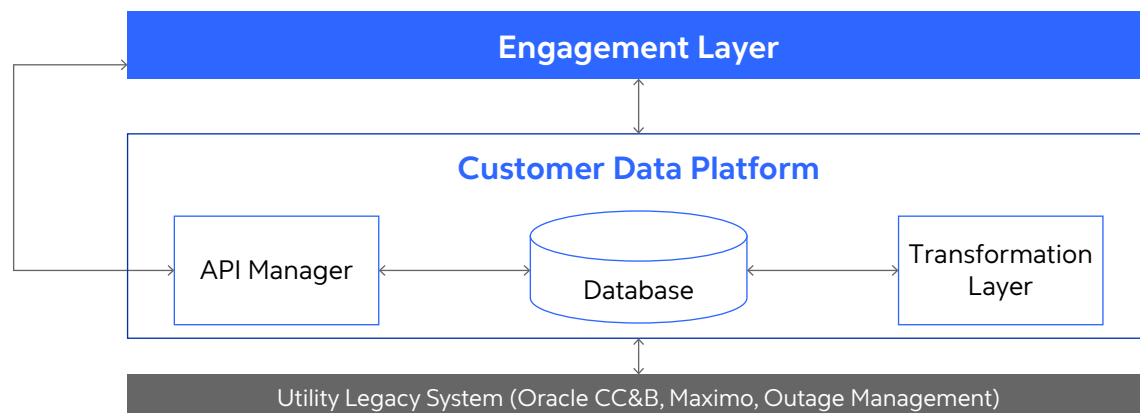 Engagement Layer
Customer Data Platform
API Manager
Database
Transformation
Layer
Utility Legacy System (Oracle CC&B, Maximo, Outage Management)